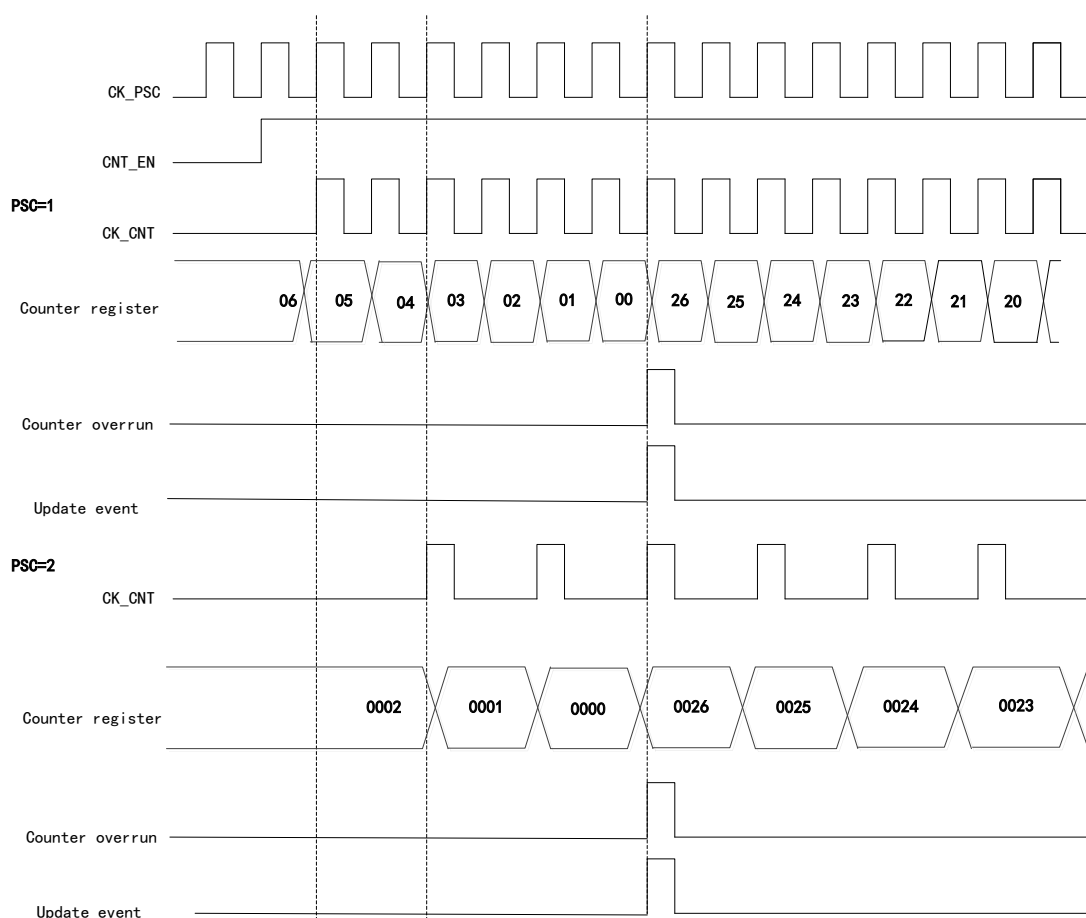 CK_PSC
CNT_EN
PSC=1
CK_CNT
Counter register 06 05 04 03 02 01 00 26 25 24 23 22 21 20
Counter overrun
Update event
PSC=2
CK_CNT
Counter register 0002 0001 0000 0026 0025 0024 0023
Counter overrun
Update event